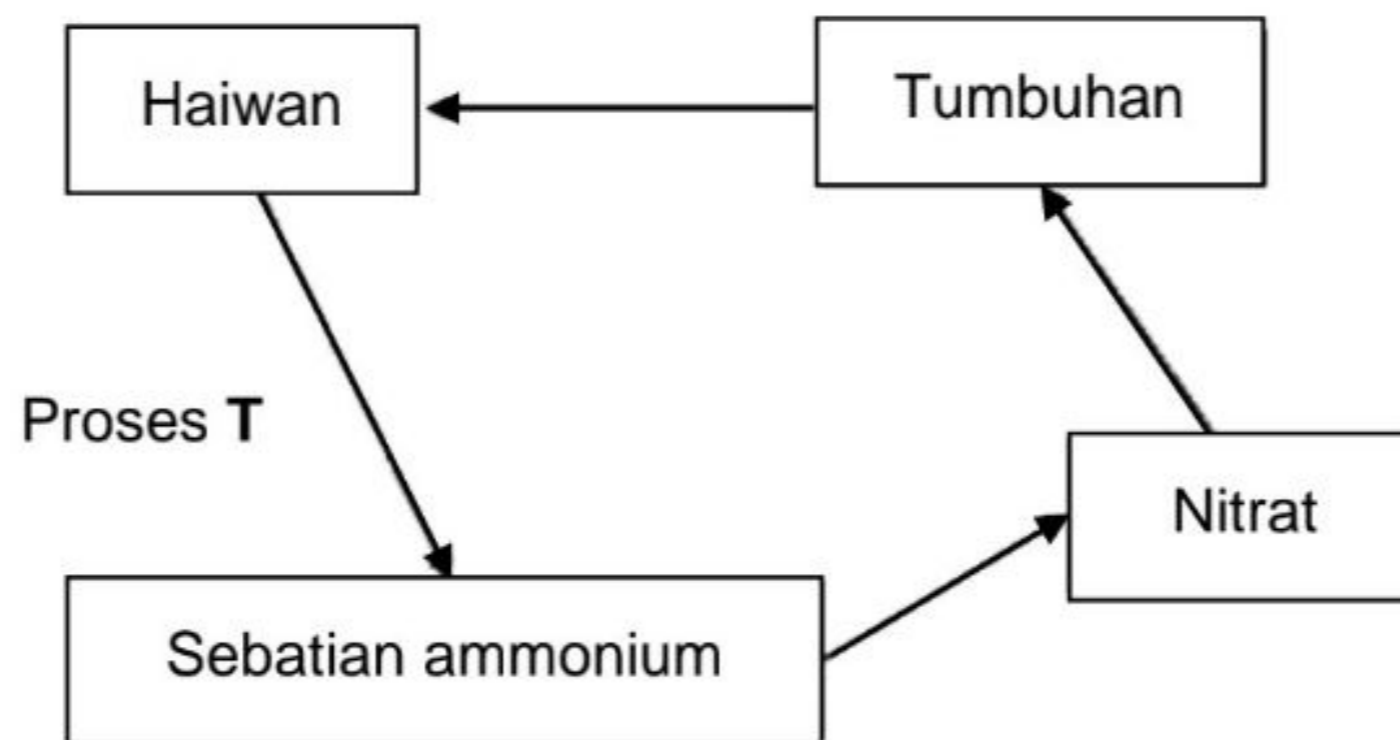 Haiwan
Tumbuhan
Proses T
Nitrat
Sebatian ammonium